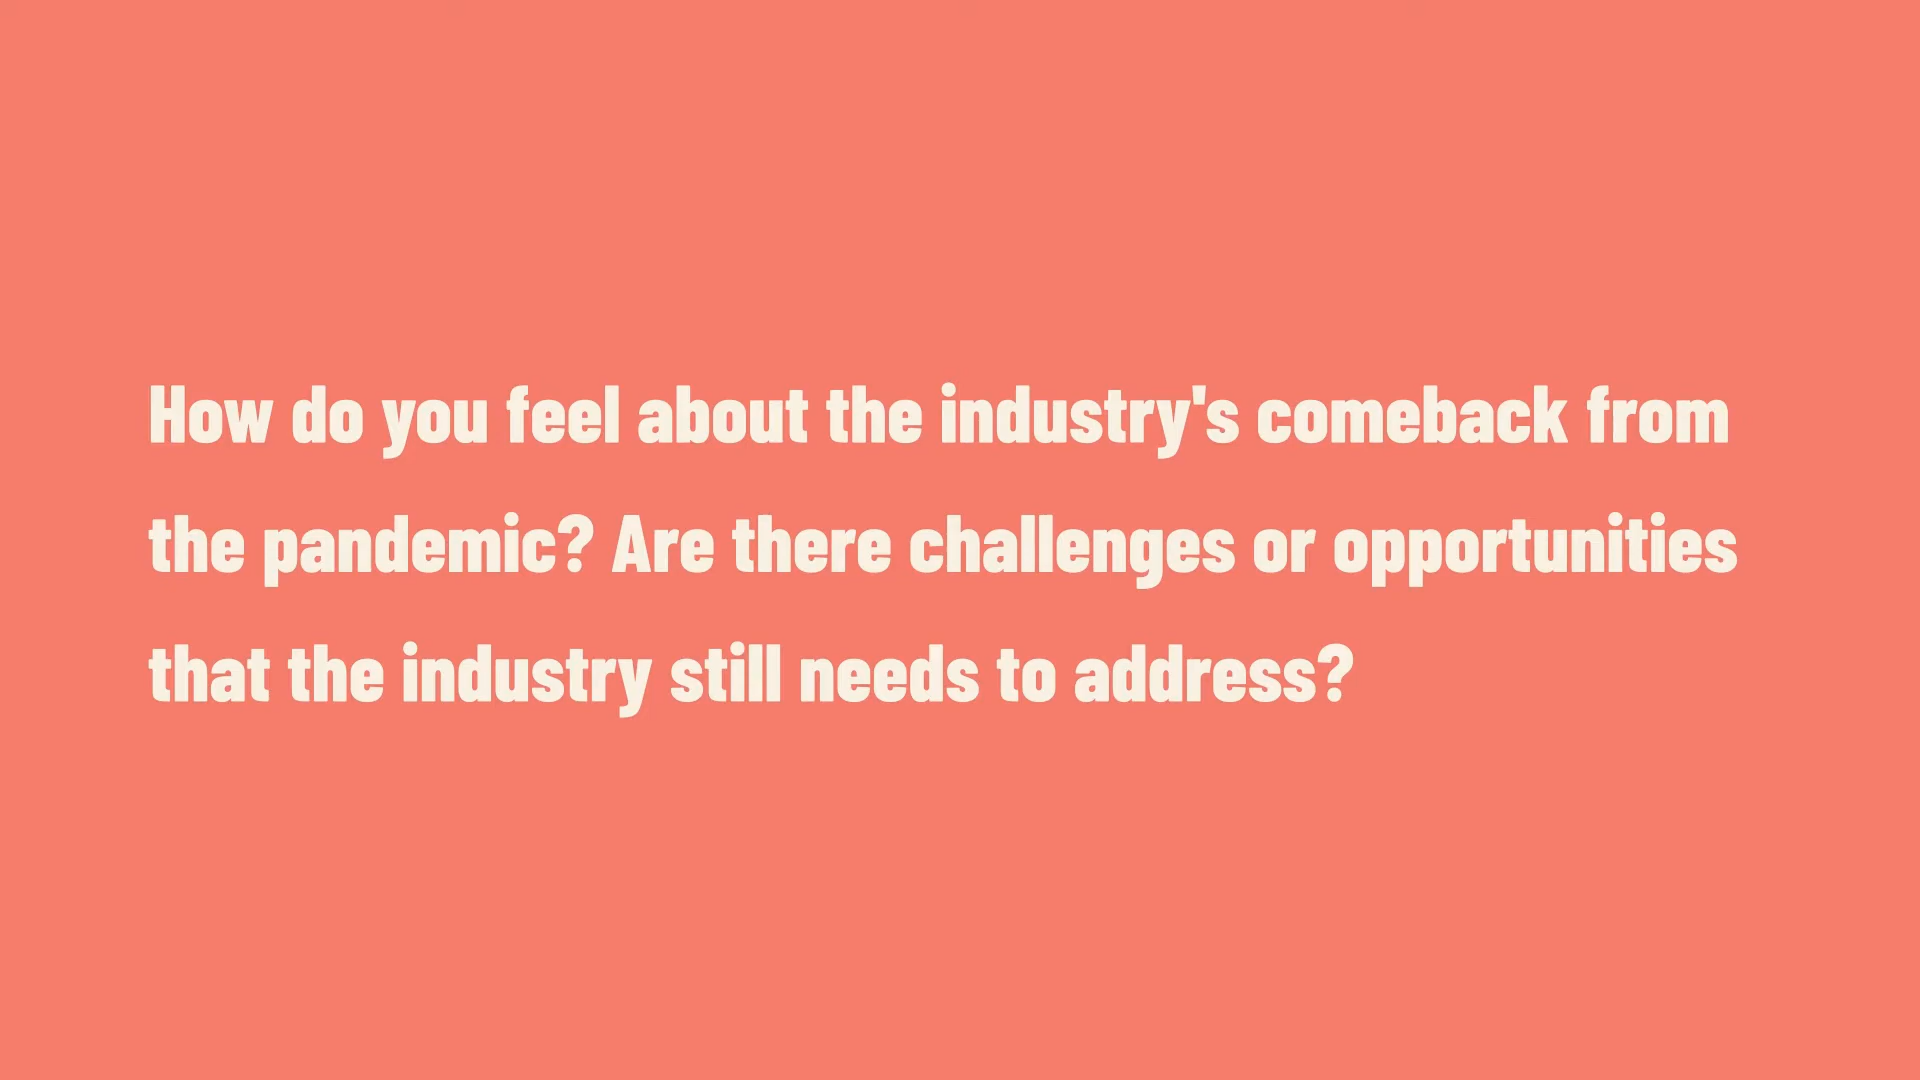 How do you feel about the industry's comeback from
the pandemic? Are there challenges or opportunities
that the industry still needs to address?